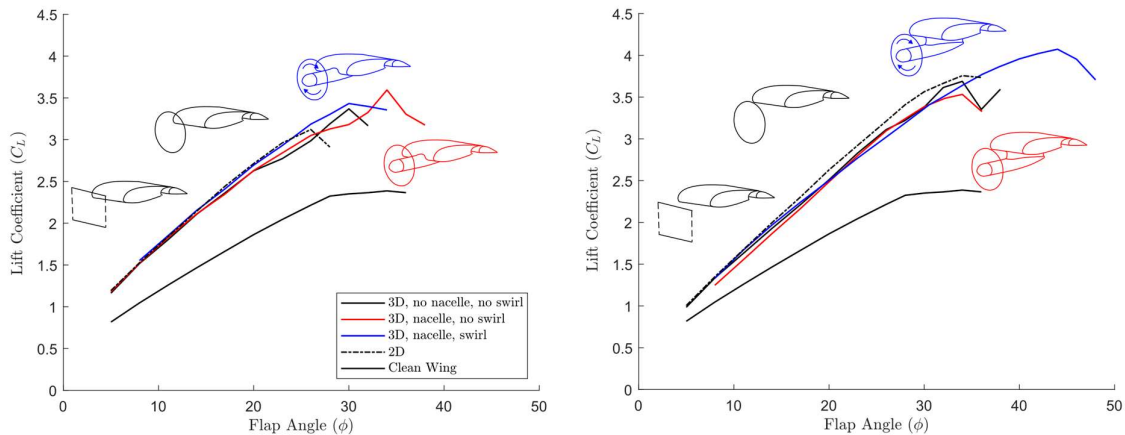 4.5
4
3.5
3
2.5
2
1.5
1
0.5
0
Lift Coefficient (C_L)
3D, no nacelle, no swirl
3D, nacelle, no swirl
3D, nacelle, swirl
2D
Clean Wing
0 10 20 30 40 50
Flap Angle (ϕ)
4.5
4
3.5
3
2.5
2
1.5
1
0.5
0
Lift Coefficient (C_L)
0 10 20 30 40 50
Flap Angle (ϕ)